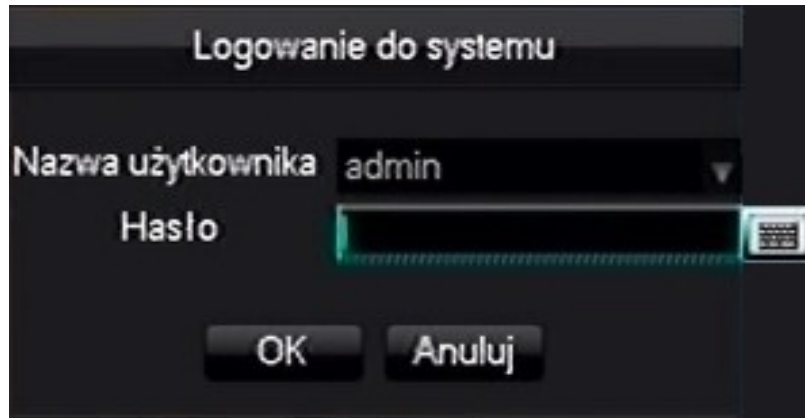 Logowanie do systemu
Nazwa użytkownika admin
Hasło
OK Anuluj